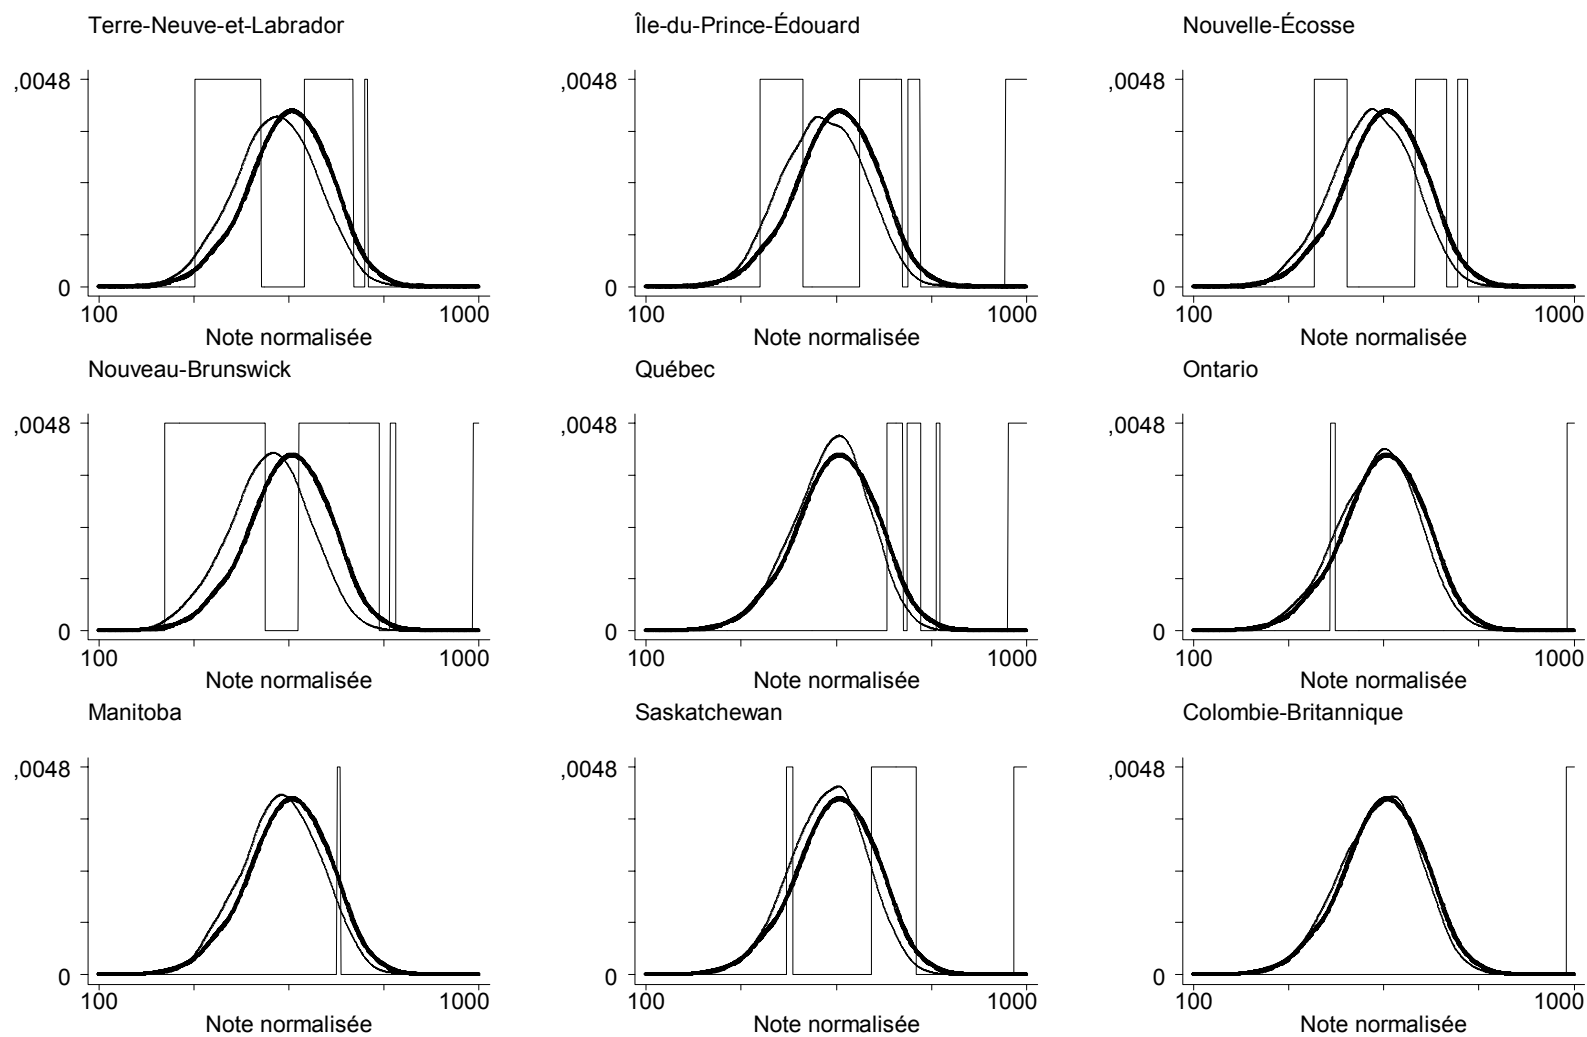 Terre-Neuve-et-Labrador
,0048
0
100 1000
Note normalisée
Île-du-Prince-Édouard
,0048
0
100 1000
Note normalisée
Nouvelle-Écosse
,0048
0
100 1000
Note normalisée
Nouveau-Brunswick
,0048
0
100 1000
Note normalisée
Québec
,0048
0
100 1000
Note normalisée
Ontario
,0048
0
100 1000
Note normalisée
Manitoba
,0048
0
100 1000
Note normalisée
Saskatchewan
,0048
0
100 1000
Note normalisée
Colombie-Britannique
,0048
0
100 1000
Note normalisée